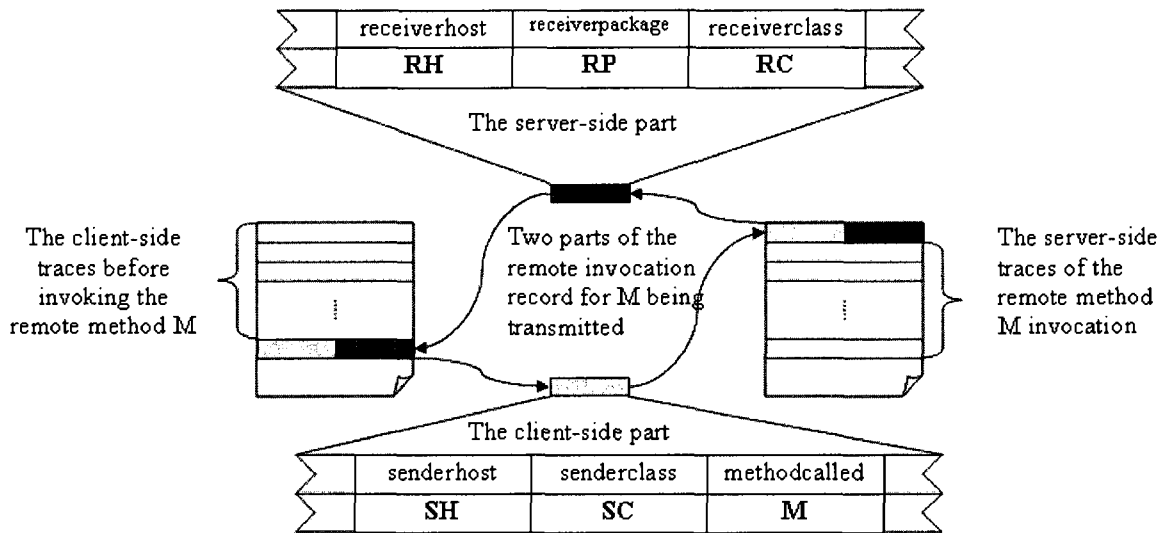 receiverhost receiverpackage receiverclass
RH RP RC
The server-side part
The client-side
traces before
invoking the
remote method M
Two parts of the
remote invocation
record for M being
transmitted
The server-side
traces of the
remote method
M invocation
The client-side part
senderhost senderclass methodcalled
SH SC M